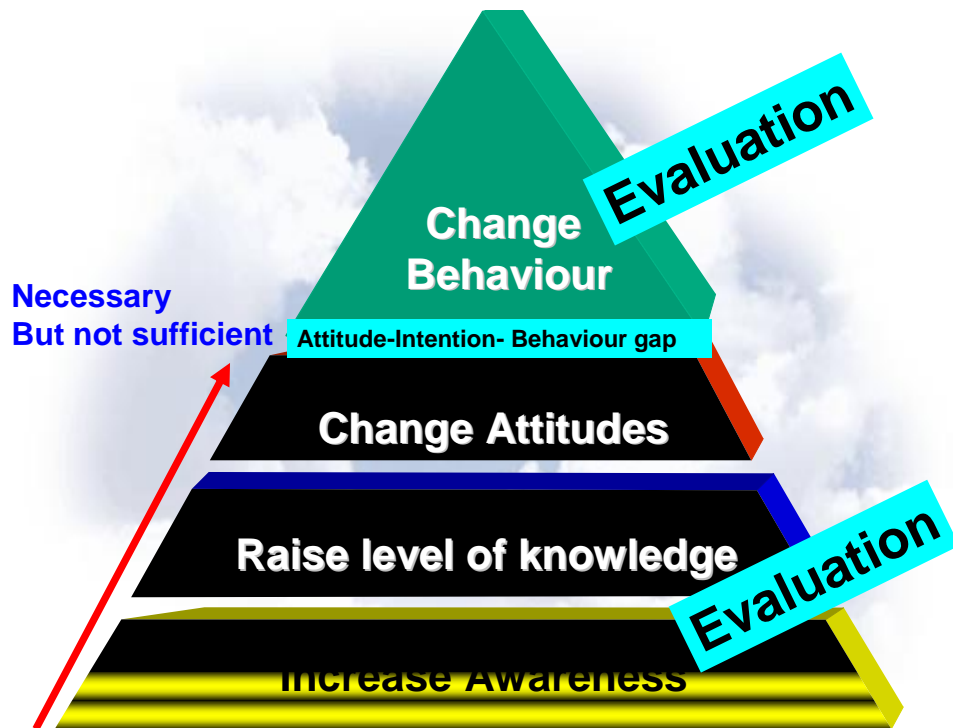 Evaluation
Change
Behaviour
Necessary
But not sufficient
Attitude-Intention- Behaviour gap
Change Attitudes
Raise level of knowledge
Evaluation
Increase Awareness